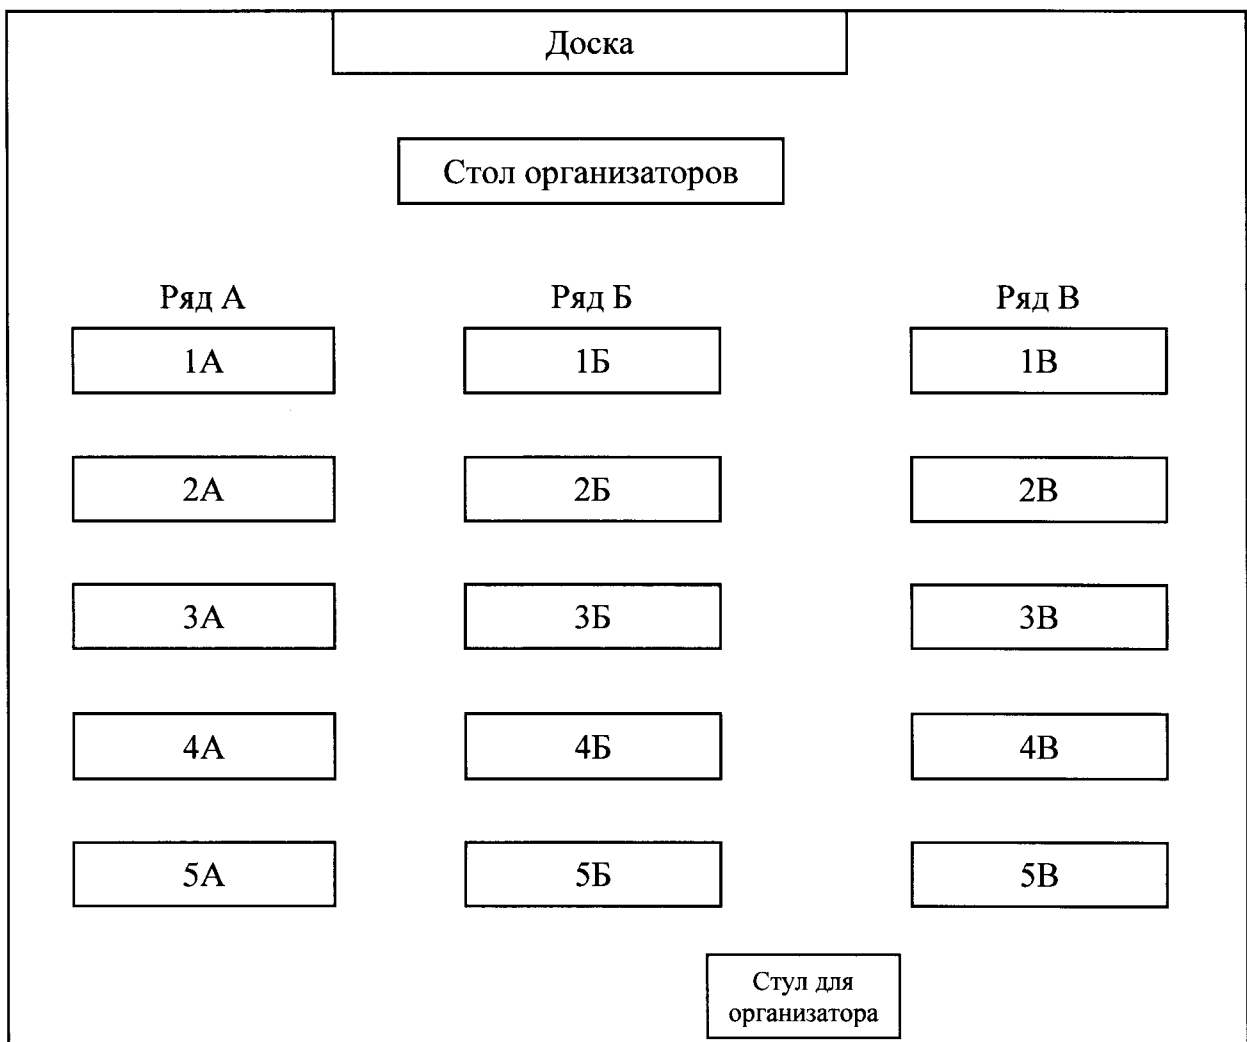 Доска
Стол организаторов
Ряд А Ряд Б Ряд В
1А 1Б 1В
2А 2Б 2В
3А 3Б 3В
4А 4Б 4В
5А 5Б 5В
Стул для
организатора